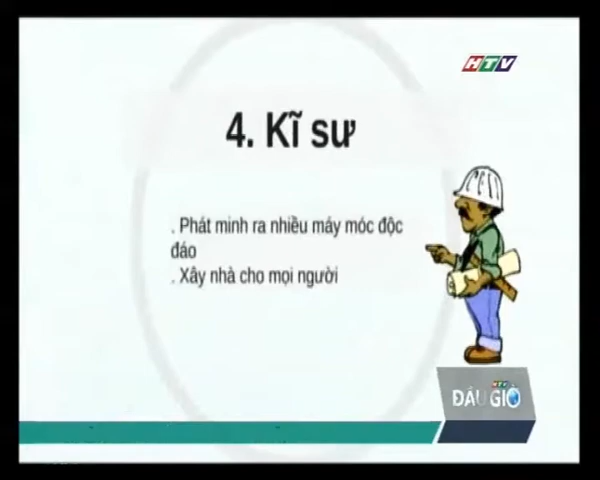 HTV
4. Kĩ sư
. Phát minh ra nhiều máy móc độc
đáo
. Xây nhà cho mọi người
HTV
ĐẦU GIỜ